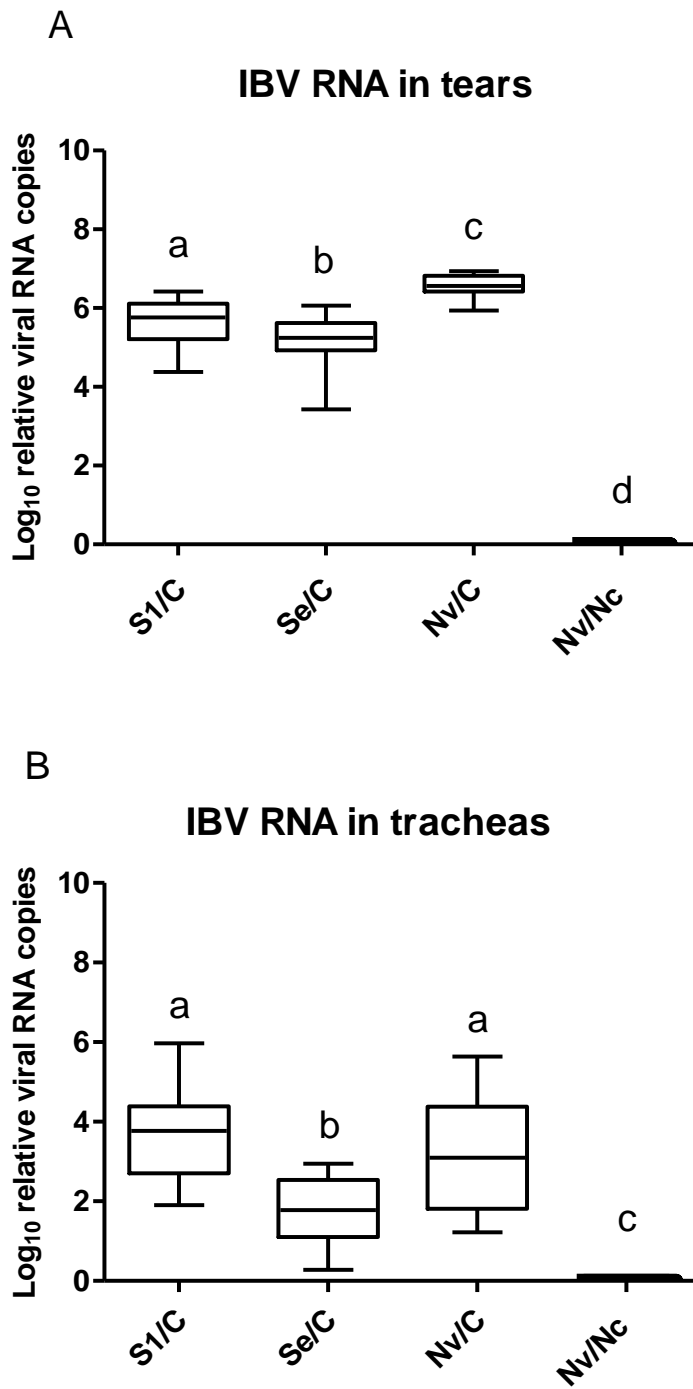 A
IBV RNA in tears
Log₁₀ relative viral RNA copies
10
8
6
4
2
0
a
b
c
d
S1/C
Se/C
Nv/C
Nv/Nc
B
IBV RNA in tracheas
Log₁₀ relative viral RNA copies
10
8
6
4
2
0
a
b
a
c
S1/C
Se/C
Nv/C
Nv/Nc